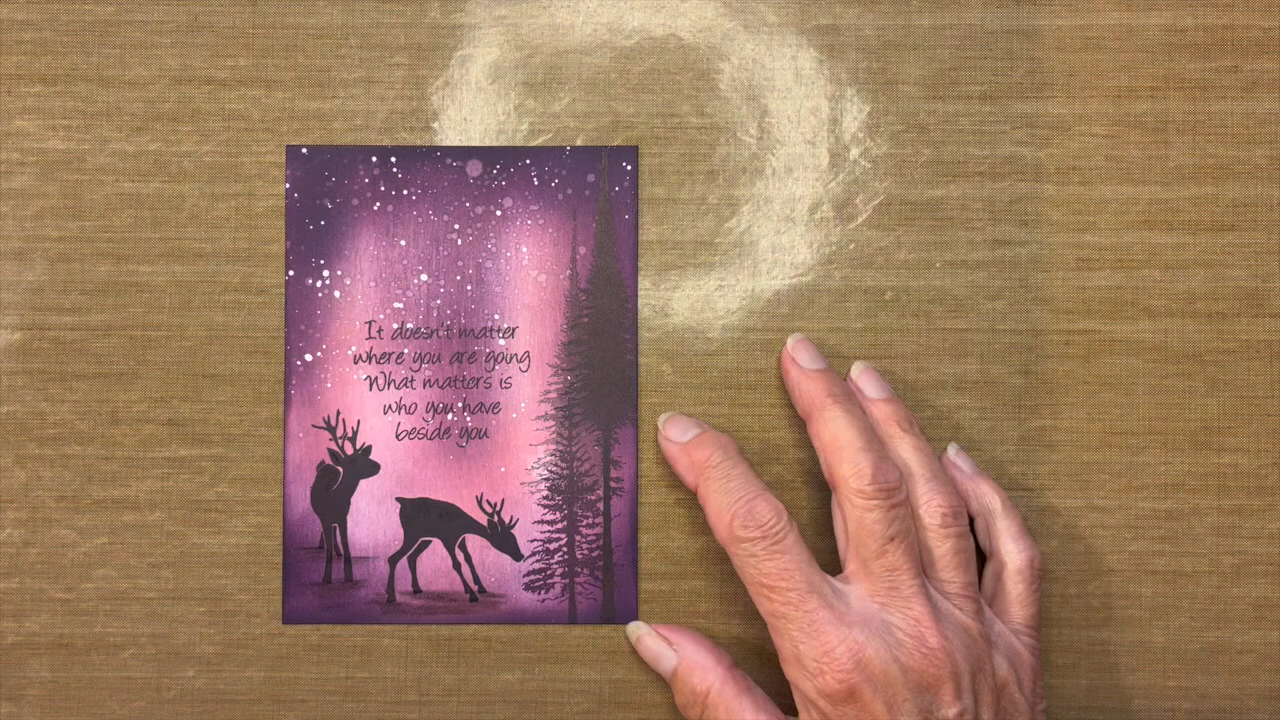 It doesn't matter
where you are going
What matters is
who you have
beside you